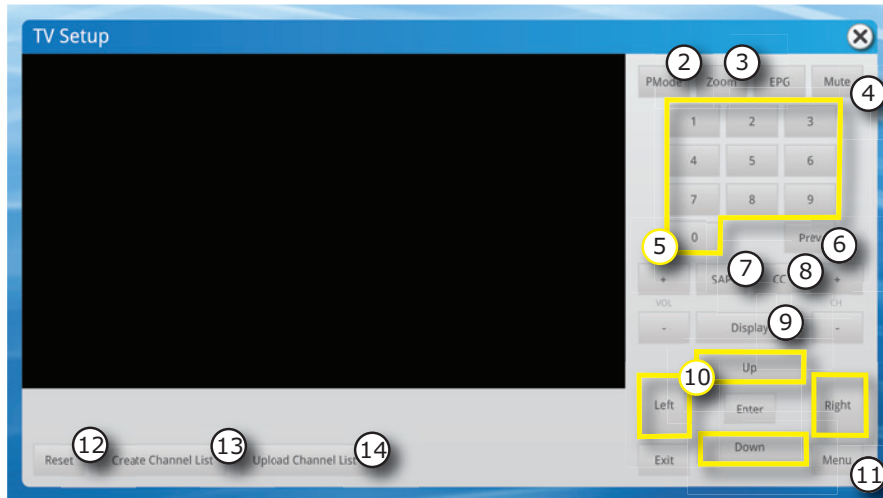 TV Setup
2 3
PMode Zoom EPG Mute
4
1 2 3
4 5 6
7 8 9
5 0 Prev 6
7 8
+ SAP CC +
VOL CH
9
- Display -
Up
10
Left Enter Right
Down
12 13 14
Reset Create Channel List Upload Channel List Exit Menu
11